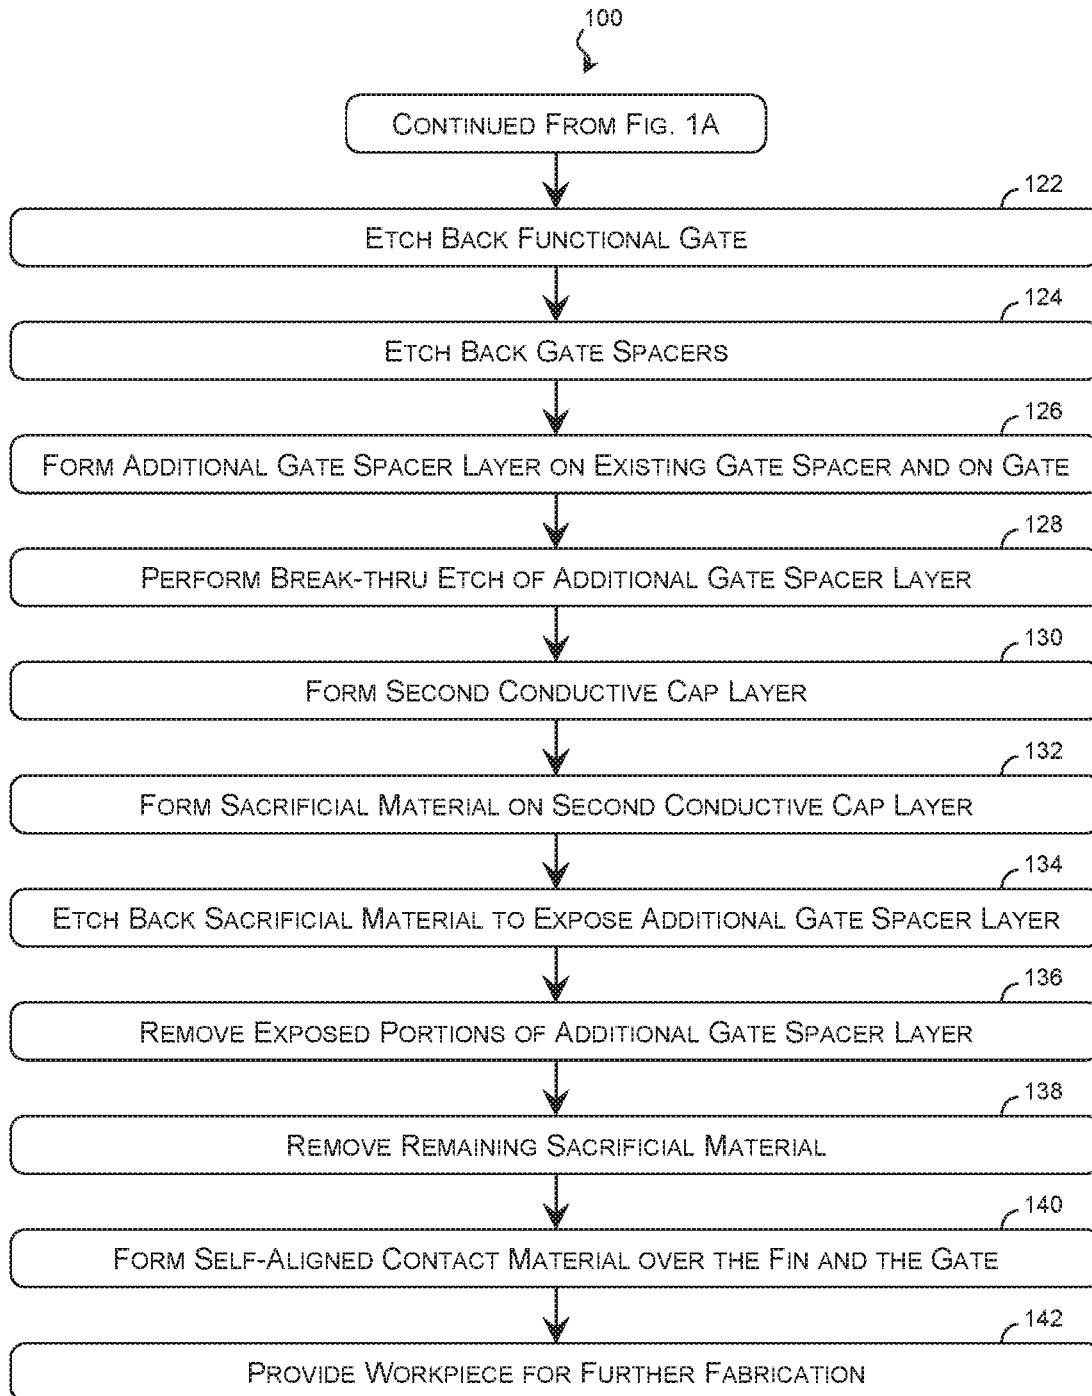 100
CONTINUED FROM FIG. 1A
122
ETCH BACK FUNCTIONAL GATE
124
ETCH BACK GATE SPACERS
126
FORM ADDITIONAL GATE SPACER LAYER ON EXISTING GATE SPACER AND ON GATE
128
PERFORM BREAK-THRU ETCH OF ADDITIONAL GATE SPACER LAYER
130
FORM SECOND CONDUCTIVE CAP LAYER
132
FORM SACRIFICIAL MATERIAL ON SECOND CONDUCTIVE CAP LAYER
134
ETCH BACK SACRIFICIAL MATERIAL TO EXPOSE ADDITIONAL GATE SPACER LAYER
136
REMOVE EXPOSED PORTIONS OF ADDITIONAL GATE SPACER LAYER
138
REMOVE REMAINING SACRIFICIAL MATERIAL
140
FORM SELF-ALIGNED CONTACT MATERIAL OVER THE FIN AND THE GATE
142
PROVIDE WORKPIECE FOR FURTHER FABRICATION